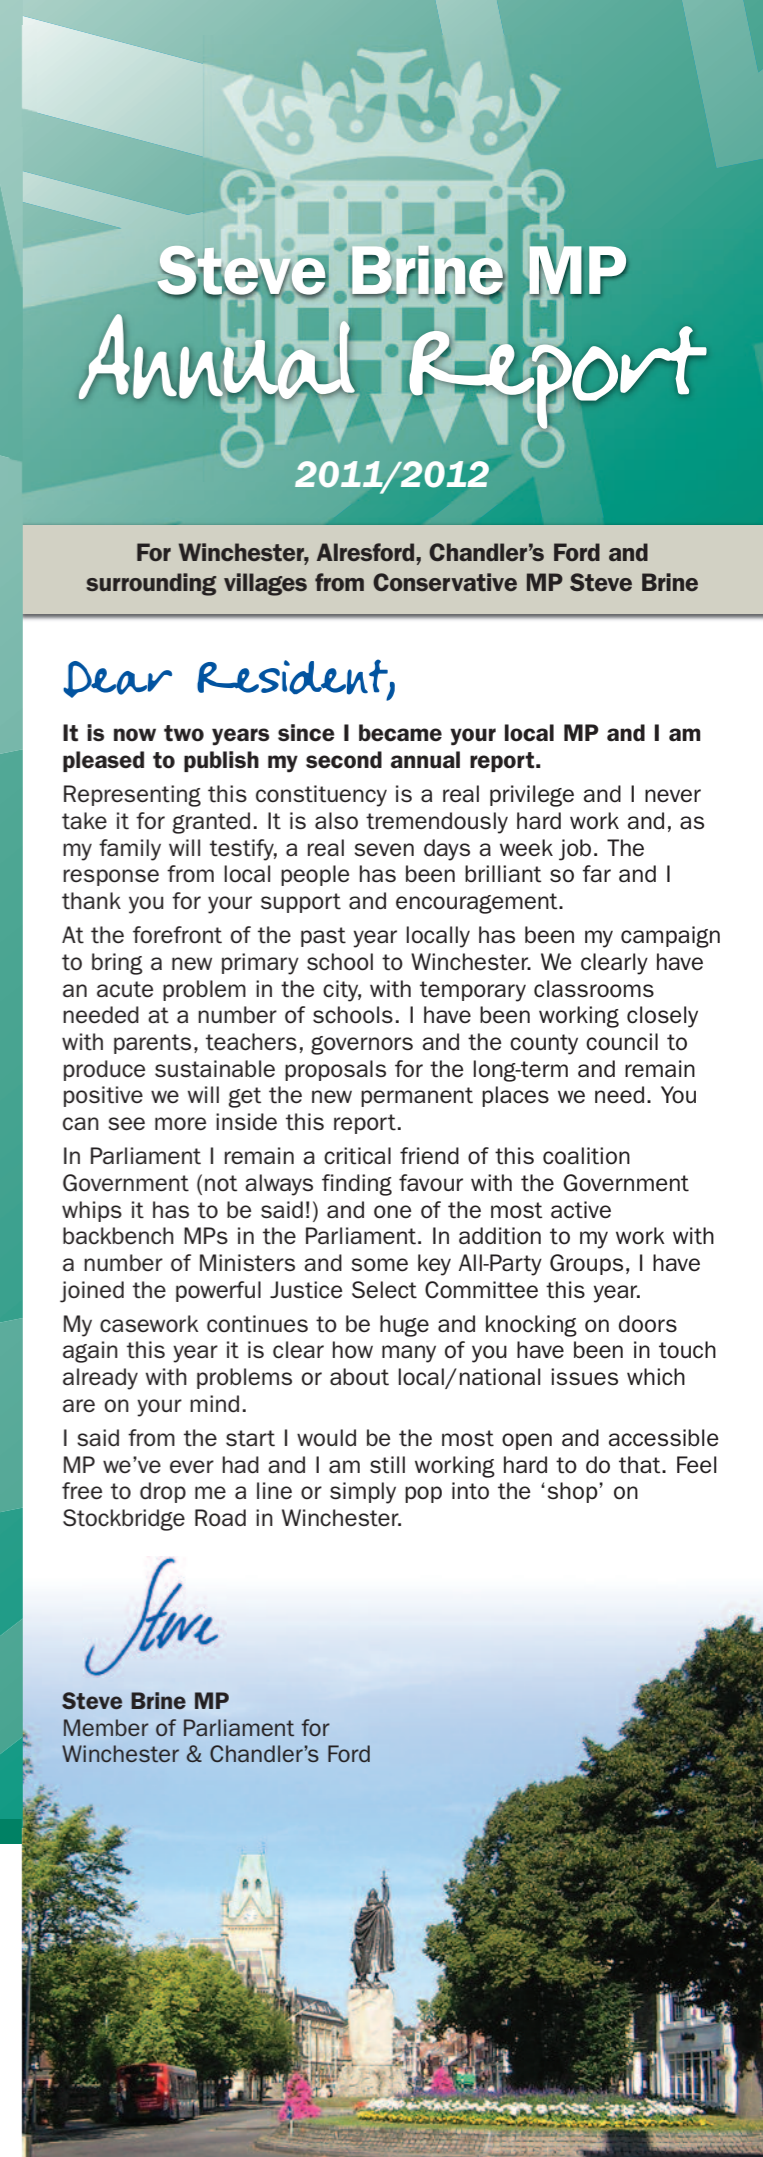 Steve Brine MP
Annual Report
2011/2012
For Winchester, Alresford, Chandler's Ford and
surrounding villages from Conservative MP Steve Brine
Dear Resident,
It is now two years since I became your local MP and I am
pleased to publish my second annual report.
Representing this constituency is a real privilege and I never
take it for granted. It is also tremendously hard work and, as
my family will testify, a real seven days a week job. The
response from local people has been brilliant so far and I
thank you for your support and encouragement.
At the forefront of the past year locally has been my campaign
to bring a new primary school to Winchester. We clearly have
an acute problem in the city, with temporary classrooms
needed at a number of schools. I have been working closely
with parents, teachers, governors and the county council to
produce sustainable proposals for the long-term and remain
positive we will get the new permanent places we need. You
can see more inside this report.
In Parliament I remain a critical friend of this coalition
Government (not always finding favour with the Government
whips it has to be said!) and one of the most active
backbench MPs in the Parliament. In addition to my work with
a number of Ministers and some key All-Party Groups, I have
joined the powerful Justice Select Committee this year.
My casework continues to be huge and knocking on doors
again this year it is clear how many of you have been in touch
already with problems or about local/national issues which
are on your mind.
I said from the start I would be the most open and accessible
MP we've ever had and I am still working hard to do that. Feel
free to drop me a line or simply pop into the 'shop' on
Stockbridge Road in Winchester.
Steve
Steve Brine MP
Member of Parliament for
Winchester & Chandler's Ford